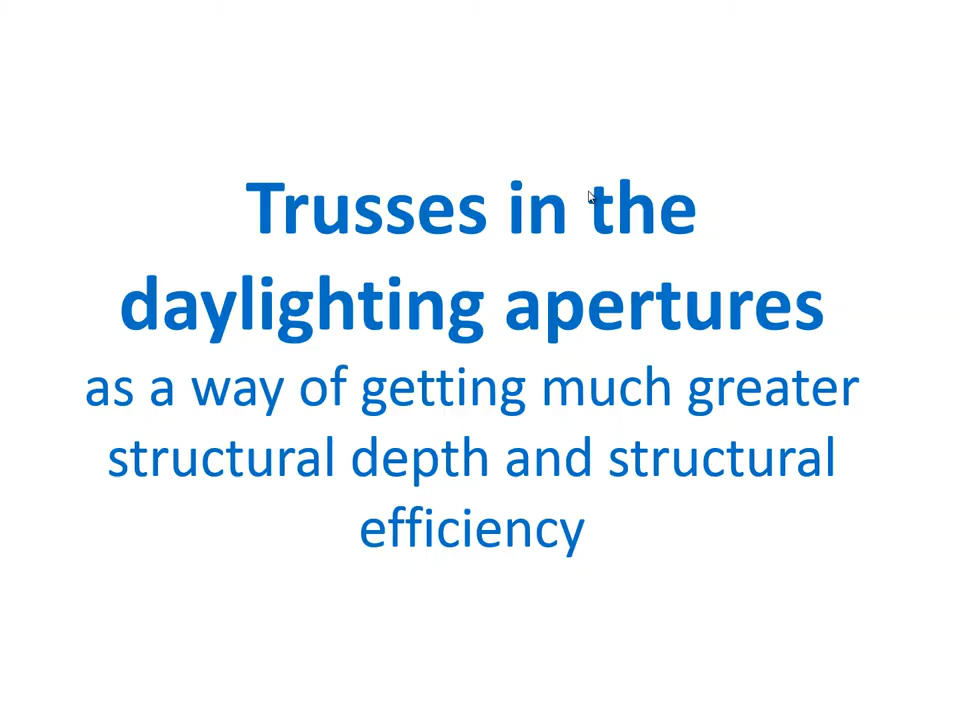 Trusses in the
daylighting apertures
as a way of getting much greater
structural depth and structural
efficiency